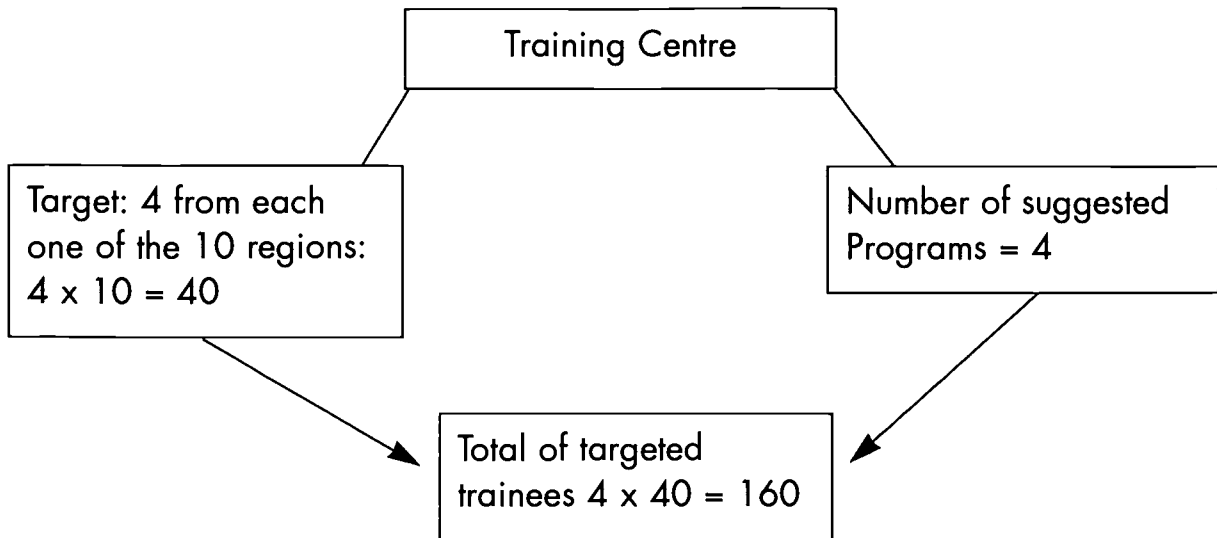 Training Centre
Target: 4 from each
one of the 10 regions:
4 x 10 = 40
Number of suggested
Programs = 4
Total of targeted
trainees 4 x 40 = 160